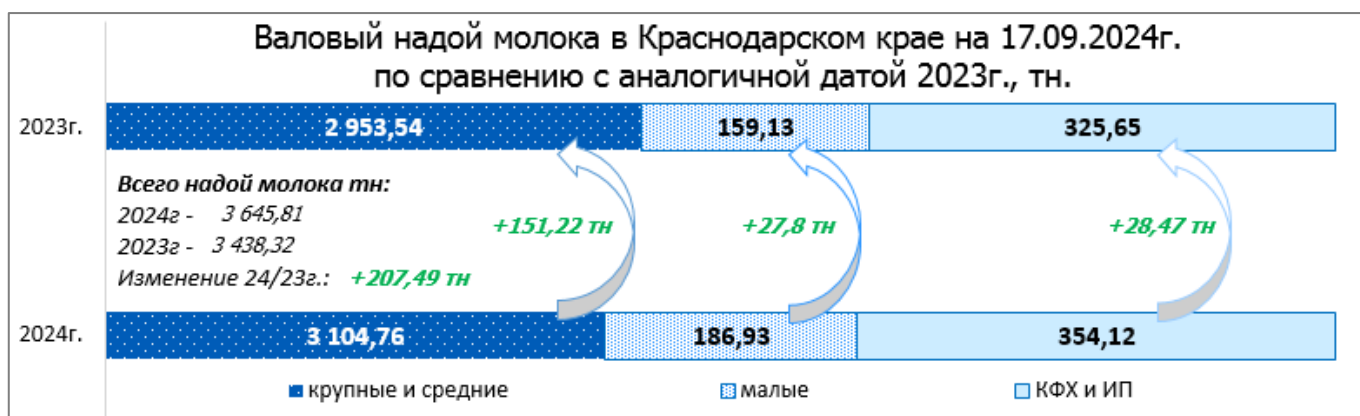 Валовый надой молока в Краснодарском крае на 17.09.2024г.
по сравнению с аналогичной датой 2023г., тн.
2023г.
2 953,54
159,13
325,65
Всего надой молока тн:
2024г - 3 645,81
2023г - 3 438,32
Изменение 24/23г.: +207,49 тн
+151,22 тн
+27,8 тн
+28,47 тн
2024г.
3 104,76
186,93
354,12
крупные и средние
малые
КФХ и ИП